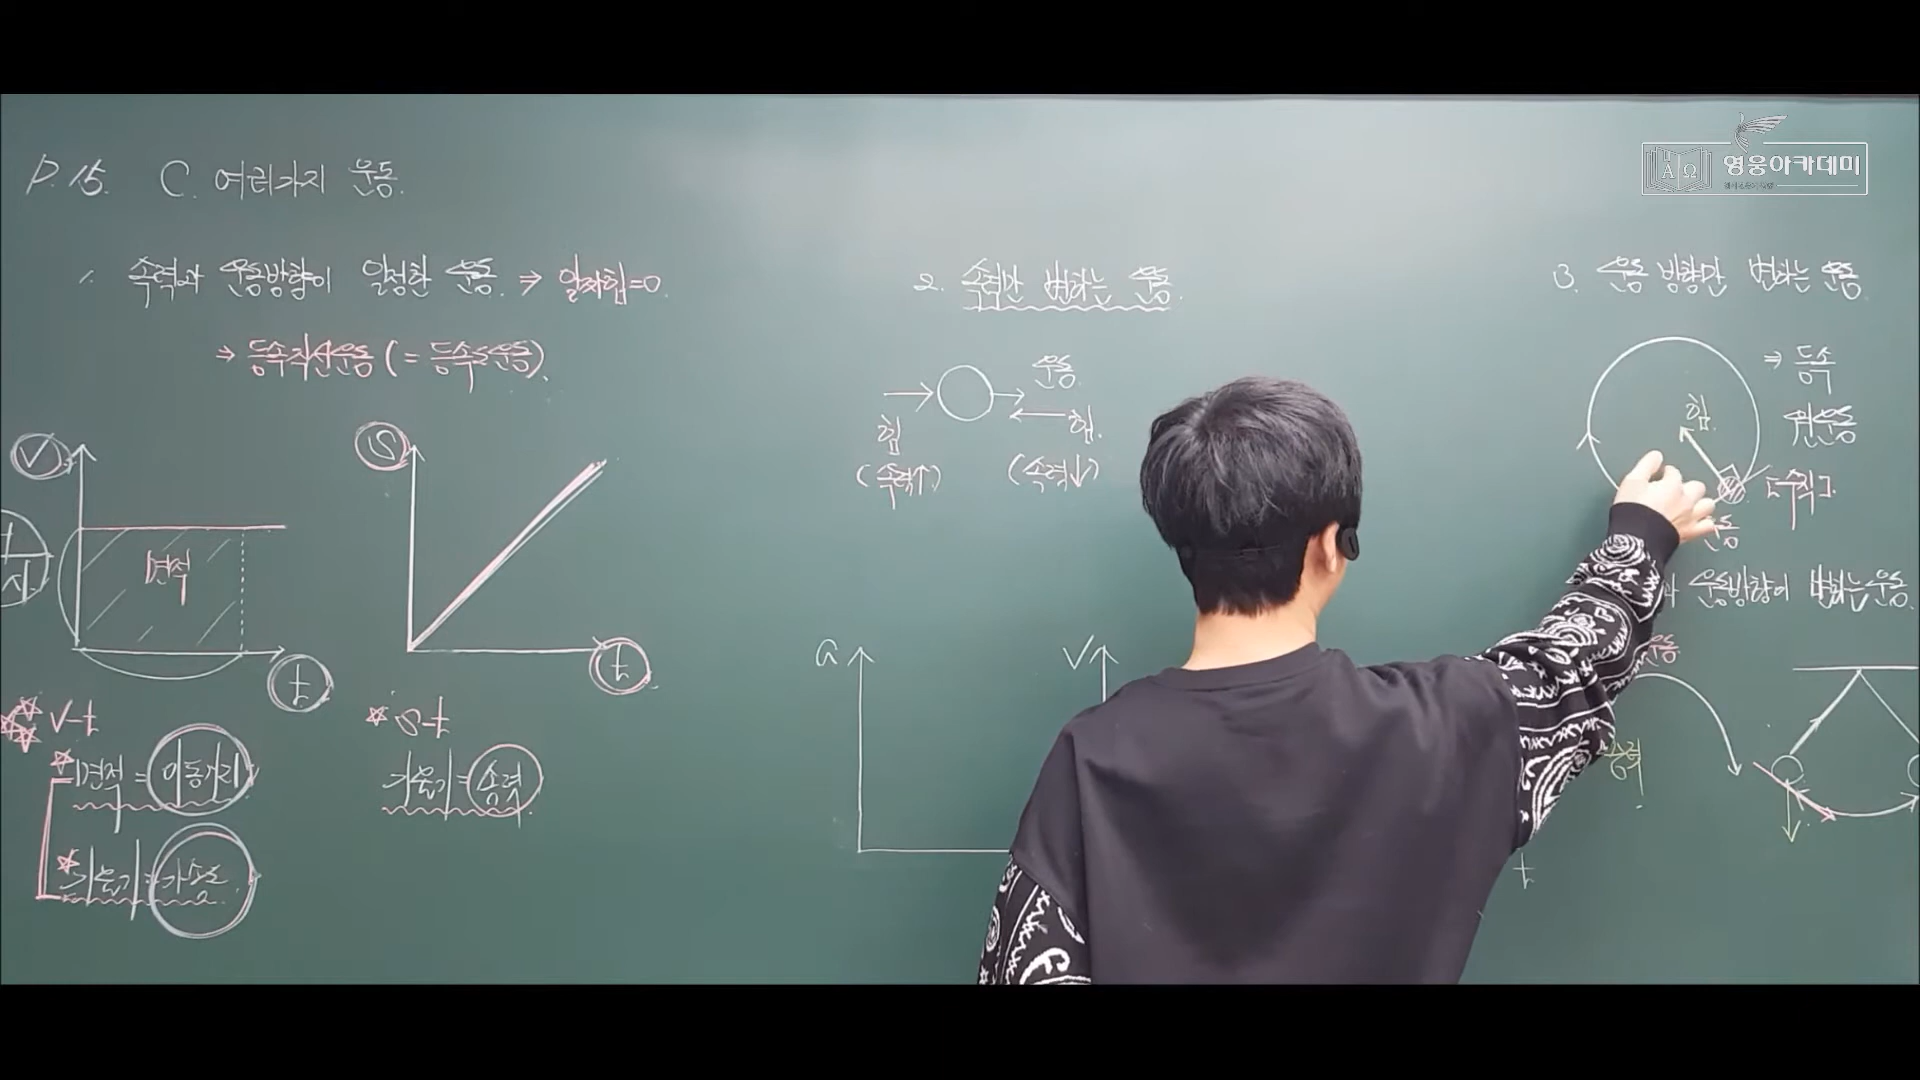 P.15. C. 여러가지 운동.
1. 속력과 운동방향이 일정한 운동. ⇒ 알짜힘=0.
⇒ 등속직선운동 (= 등속도운동).
V
면적
t
S
t
☆ V-t
☆ 면적 = 이동거리
☆ 기울기 = 가속도
☆ S-t
기울기 = 속력
2. 속력만 변하는 운동.
운동.
힘
힘.
(속력↑)
(속력↓)
a
V
t
3. 운동 방향만 변하는 운동
⇒ 등속
원운동
힘.
[수직].
과 운동방향이 변하는 운동.
영웅아카데미